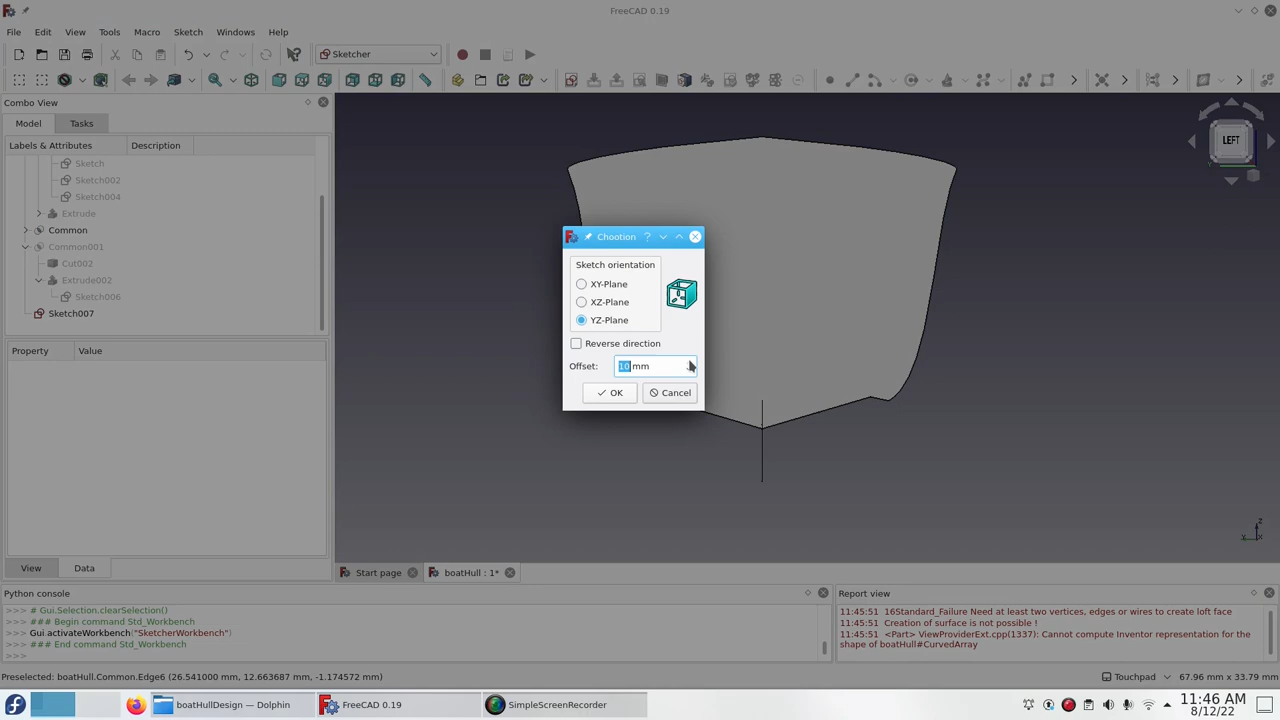 FreeCAD 0.19
File Edit View Tools Macro Sketch Windows Help
Sketcher
Combo View
Model Tasks
Labels & Attributes Description
Sketch
Sketch002
Sketch004
Extrude
Common
Common001
Cut002
Extrude002
Sketch006
Sketch007
Property Value
View Data
LEFT
Z
Y
X
Chootion
Sketch orientation
XY-Plane
XZ-Plane
YZ-Plane
Reverse direction
Offset: 10 mm
OK Cancel
Start page boatHull : 1*
Python console
>>> # Gui.Selection.clearSelection()
>>> ### Begin command Std_Workbench
>>> Gui.activateWorkbench("SketcherWorkbench")
>>> ### End command Std_Workbench
>>>
Report view
11:45:51 16Standard_Failure Need at least two vertices, edges or wires to create loft face
11:45:51 Creation of surface is not possible !
11:45:51 <Part> ViewProviderExt.cpp(1337): Cannot compute Inventor representation for the
shape of boatHull#CurvedArray
Preselected: boatHull.Common.Edge6 (26.541000 mm, 12.663687 mm, -1.174572 mm)
Touchpad 67.96 mm x 33.79 mm
boatHullDesign — Dolphin
FreeCAD 0.19
SimpleScreenRecorder
11:46 AM
8/12/22